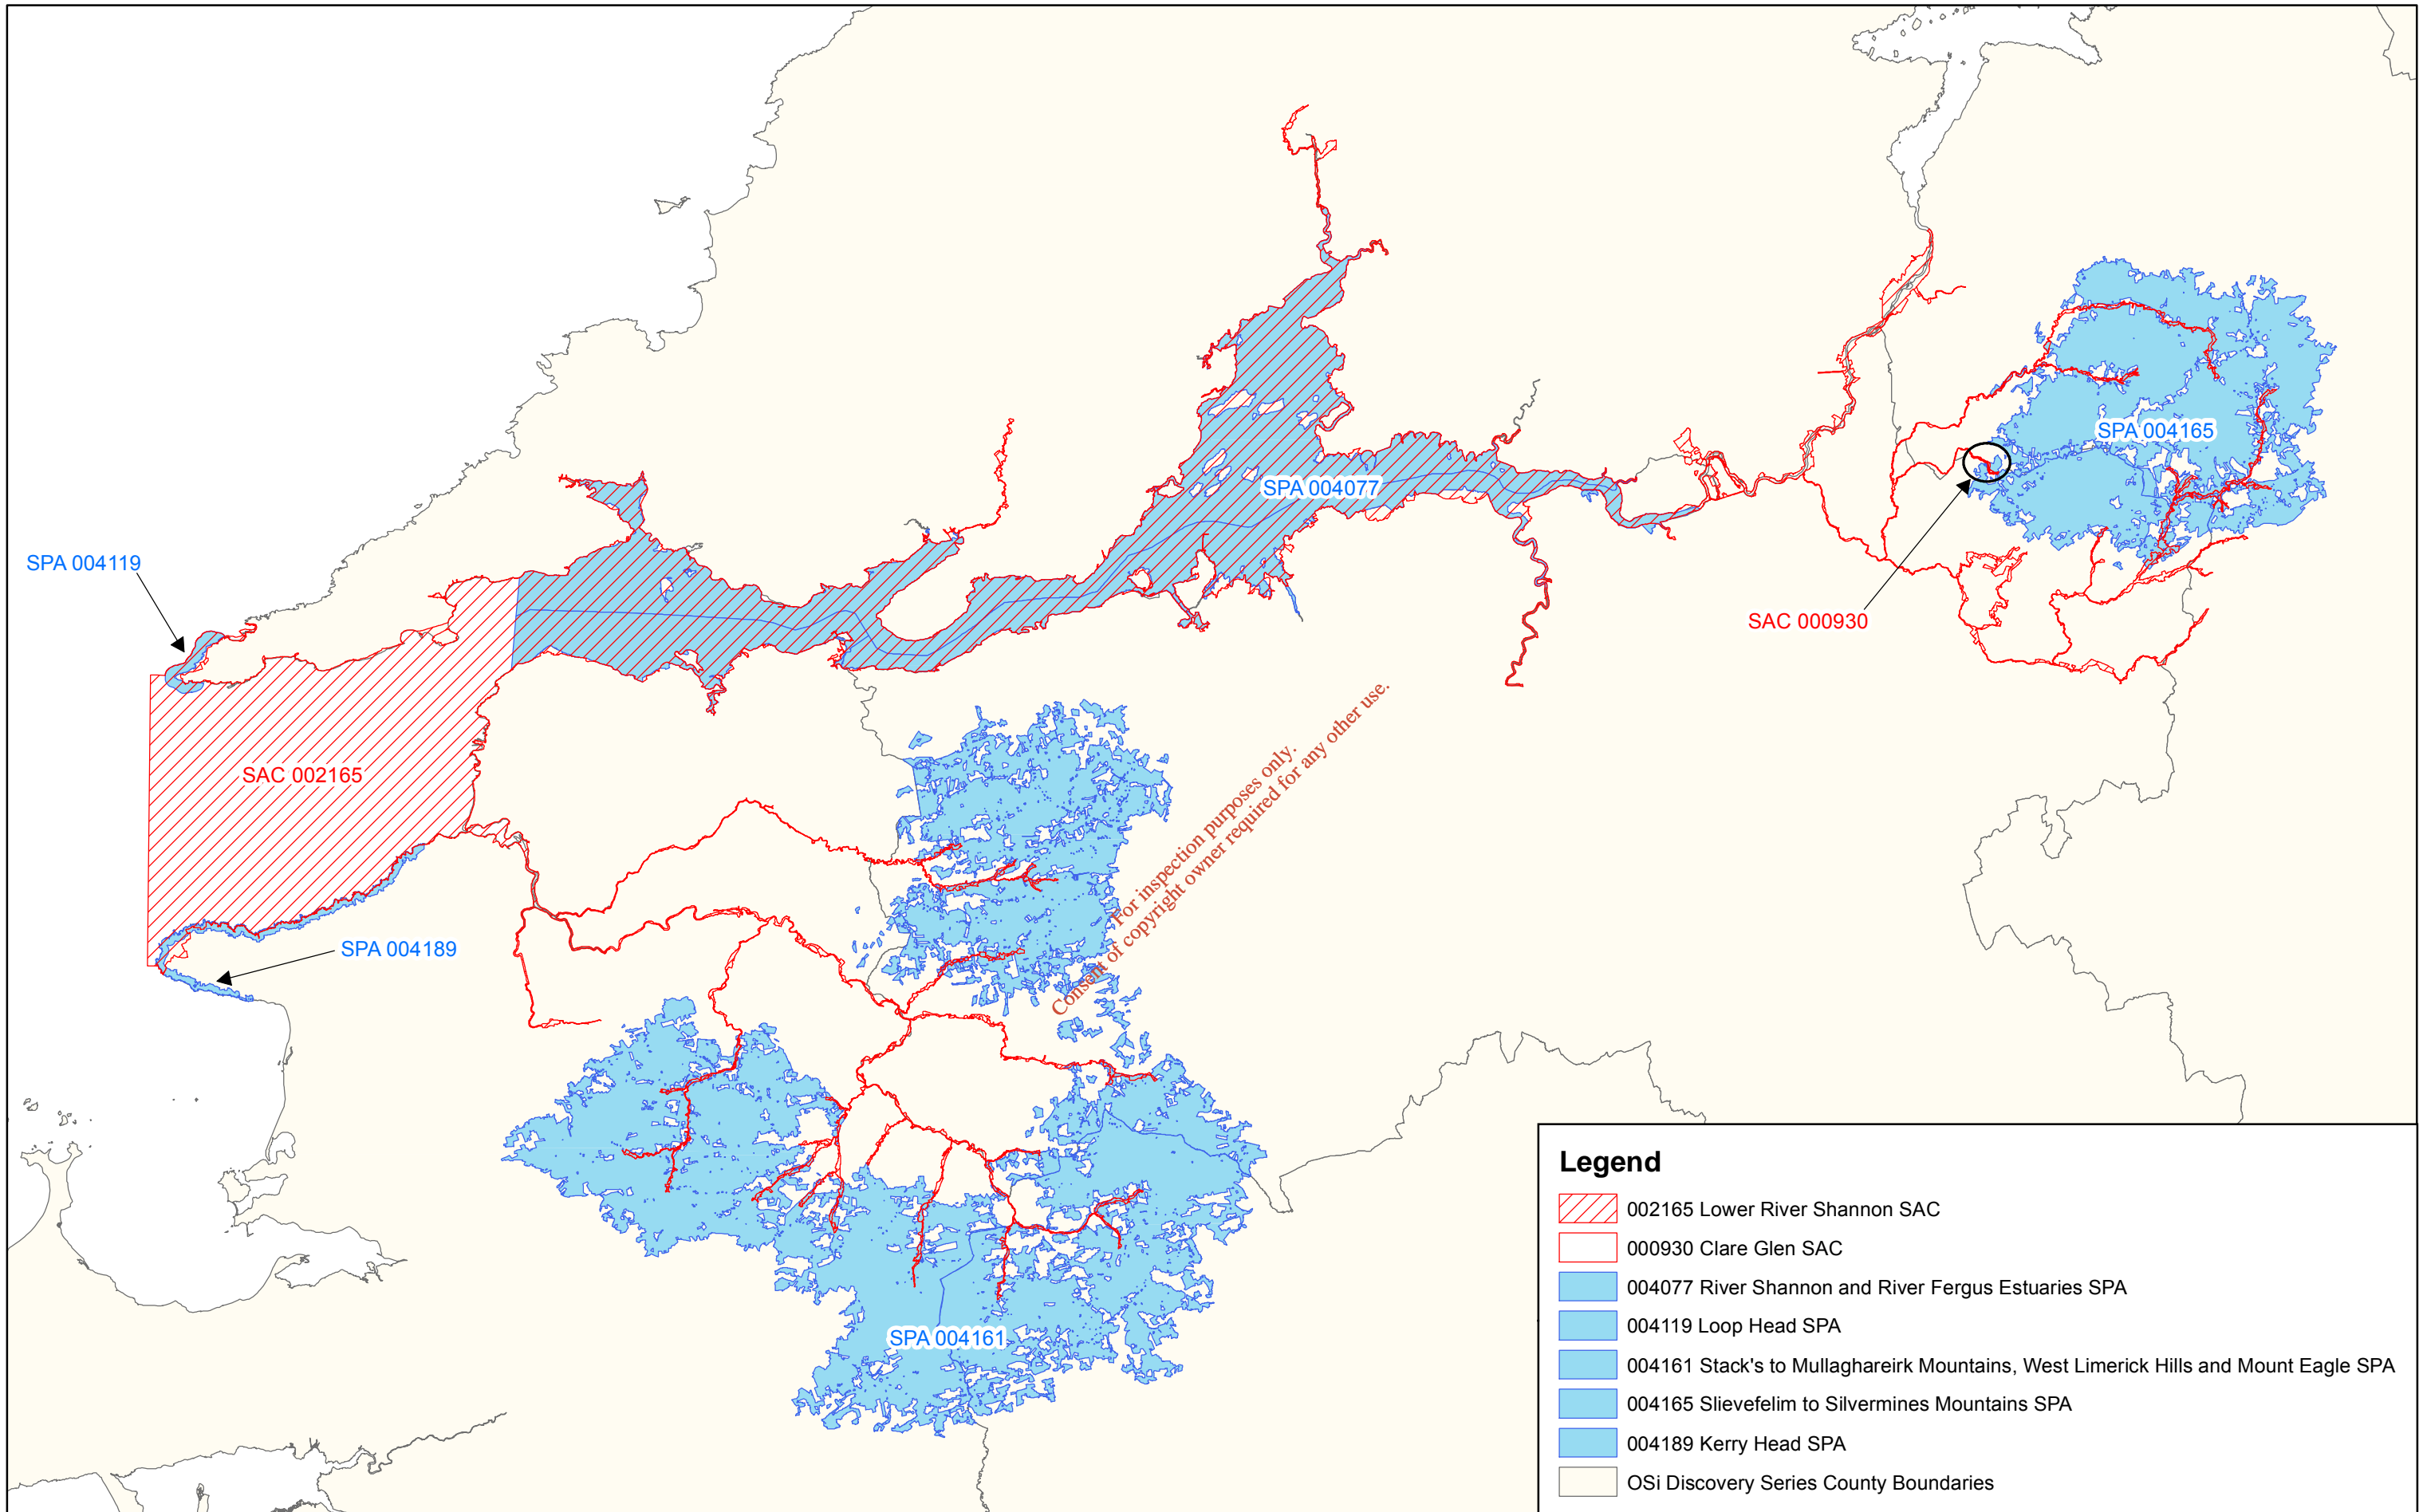 SPA 004165
SPA 004077
SPA 004119
SAC 000930
SAC 002165
For inspection purposes only.
Consent of copyright owner required for any other use.
SPA 004189
SPA 004161
Legend
002165 Lower River Shannon SAC
000930 Clare Glen SAC
004077 River Shannon and River Fergus Estuaries SPA
004119 Loop Head SPA
004161 Stack's to Mullaghareirk Mountains, West Limerick Hills and Mount Eagle SPA
004165 Slievefelim to Silvermines Mountains SPA
004189 Kerry Head SPA
OSi Discovery Series County Boundaries